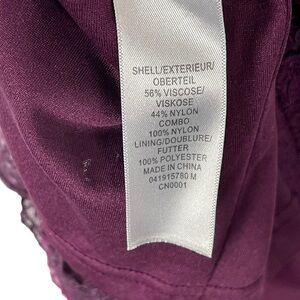 SHELL/EXTERIEUR/
OBERTEIL
56% VISCOSE/
VISKOSE
44% NYLON
COMBO
100% NYLON
LINING/DOUBLURE/
FUTTER
100% POLYESTER
MADE IN CHINA
041915780 M
CN0001